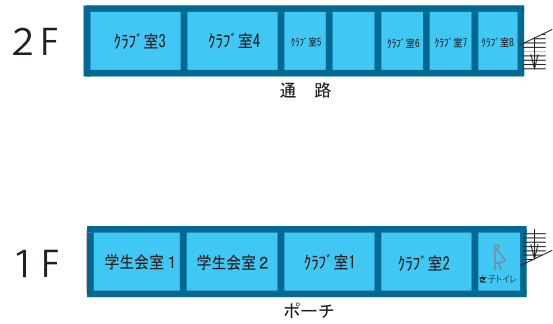 2F
ｸﾗﾌﾞ室3
ｸﾗﾌﾞ室4
ｸﾗﾌﾞ室5
ｸﾗﾌﾞ室6
ｸﾗﾌﾞ室7
ｸﾗﾌﾞ室8
通 路
1F
学生会室1
学生会室2
ｸﾗﾌﾞ室1
ｸﾗﾌﾞ室2
女子トイレ
ポーチ